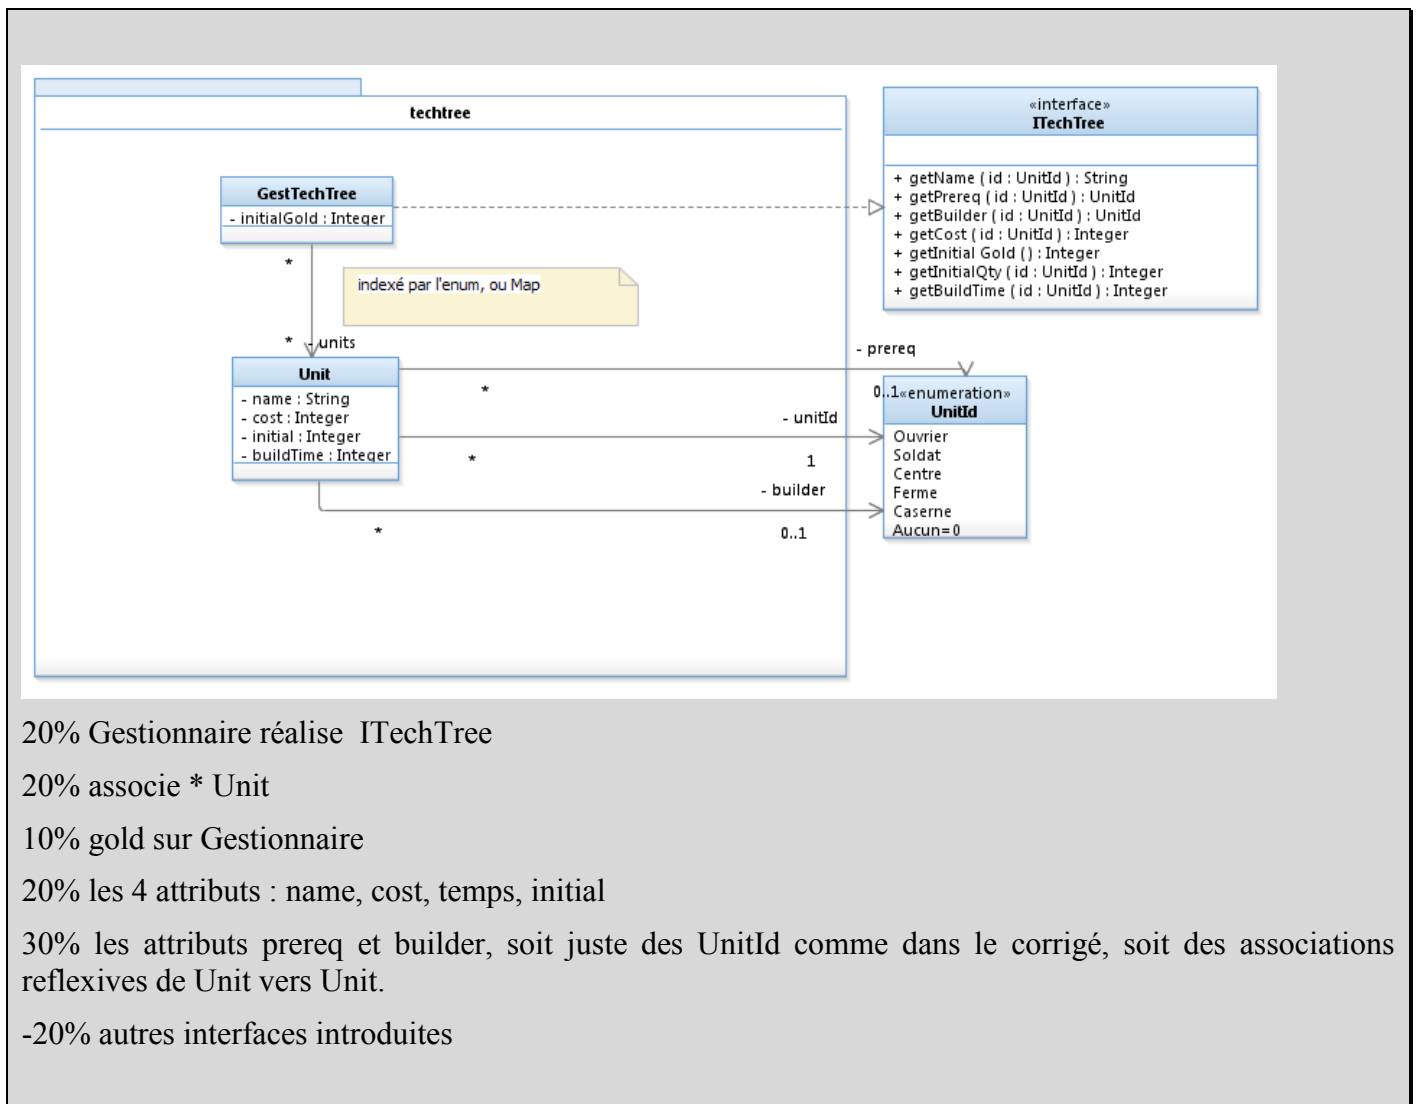 techtree
«interface»
ITechTree
+ getName ( id : UnitId ) : String
+ getPrereq ( id : UnitId ) : UnitId
+ getBuilder ( id : UnitId ) : UnitId
+ getCost ( id : UnitId ) : Integer
+ getInitial Gold () : Integer
+ getInitialQty ( id : UnitId ) : Integer
+ getBuildTime ( id : UnitId ) : Integer
GestTechTree
- initialGold : Integer
*
indexé par l'enum, ou Map
* - units
Unit
- name : String
- cost : Integer
- initial : Integer
- buildTime : Integer
- prereq
*
0..1
- unitId
*
1
- builder
*
0..1
«enumeration»
UnitId
Ouvrier
Soldat
Centre
Ferme
Caserne
Aucun=0
20% Gestionnaire réalise ITechTree
20% associe * Unit
10% gold sur Gestionnaire
20% les 4 attributs : name, cost, temps, initial
30% les attributs prereq et builder, soit juste des UnitId comme dans le corrigé, soit des associations
reflexives de Unit vers Unit.
-20% autres interfaces introduites